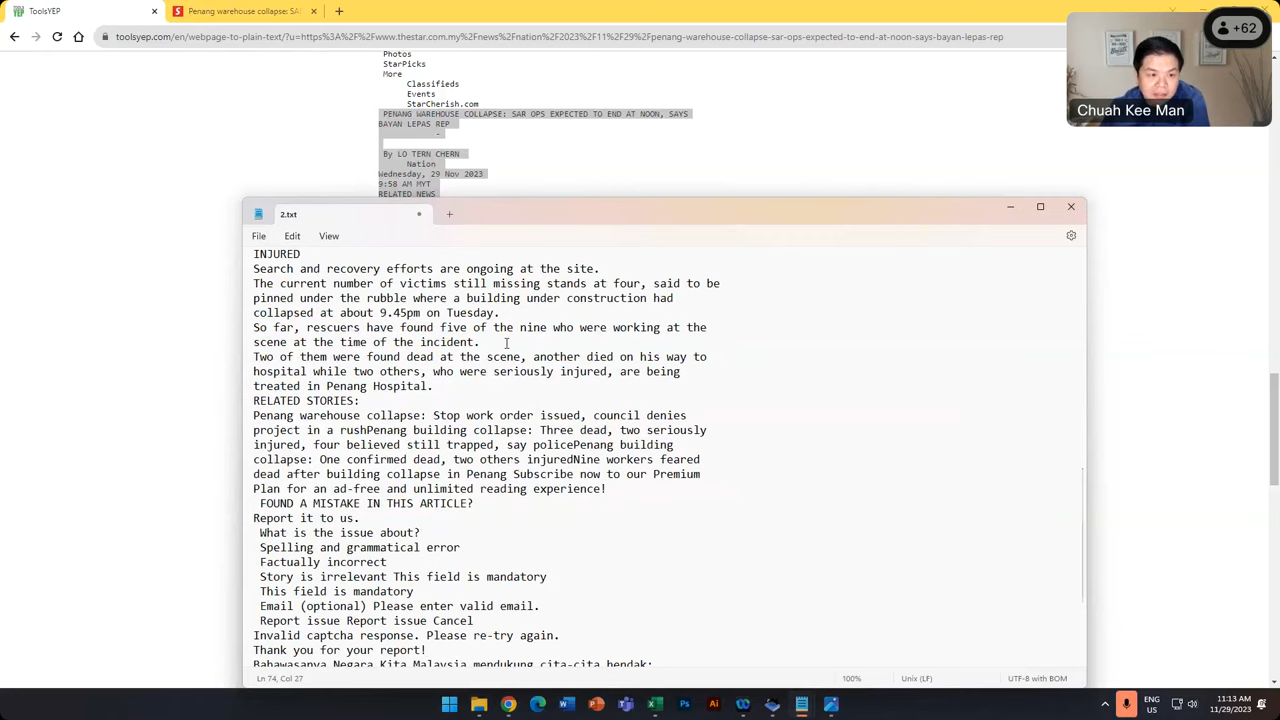 ToolsYEP
Penang warehouse collapse: SAR
toolsyep.com/en/webpage-to-plain-text/?u=https%3A%2F%2Fwww.thestar.com.my%2Fnews%2Fnation%2F2023%2F11%2F29%2Fpenang-warehouse-collapse-sar-ops-expected-to-end-at-noon-says-bayan-lepas-rep
+62
Chuah Kee Man
Photos
StarPicks
More
Classifieds
Events
StarCherish.com
PENANG WAREHOUSE COLLAPSE: SAR OPS EXPECTED TO END AT NOON, SAYS
BAYAN LEPAS REP
-
By LO TERN CHERN
Nation
Wednesday, 29 Nov 2023
9:58 AM MYT
RELATED NEWS
2.txt
File Edit View
INJURED
Search and recovery efforts are ongoing at the site.
The current number of victims still missing stands at four, said to be
pinned under the rubble where a building under construction had
collapsed at about 9.45pm on Tuesday.
So far, rescuers have found five of the nine who were working at the
scene at the time of the incident.
Two of them were found dead at the scene, another died on his way to
hospital while two others, who were seriously injured, are being
treated in Penang Hospital.
RELATED STORIES:
Penang warehouse collapse: Stop work order issued, council denies
project in a rushPenang building collapse: Three dead, two seriously
injured, four believed still trapped, say policePenang building
collapse: One confirmed dead, two others injuredNine workers feared
dead after building collapse in Penang Subscribe now to our Premium
Plan for an ad-free and unlimited reading experience!
FOUND A MISTAKE IN THIS ARTICLE?
Report it to us.
What is the issue about?
Spelling and grammatical error
Factually incorrect
Story is irrelevant This field is mandatory
This field is mandatory
Email (optional) Please enter valid email.
Report issue Report issue Cancel
Invalid captcha response. Please re-try again.
Thank you for your report!
Bahawasanya Negara Kita Malaysia mendukung cita-cita hendak:
Ln 74, Col 27
100%
Unix (LF)
UTF-8 with BOM
ENG
US
11:13 AM
11/29/2023